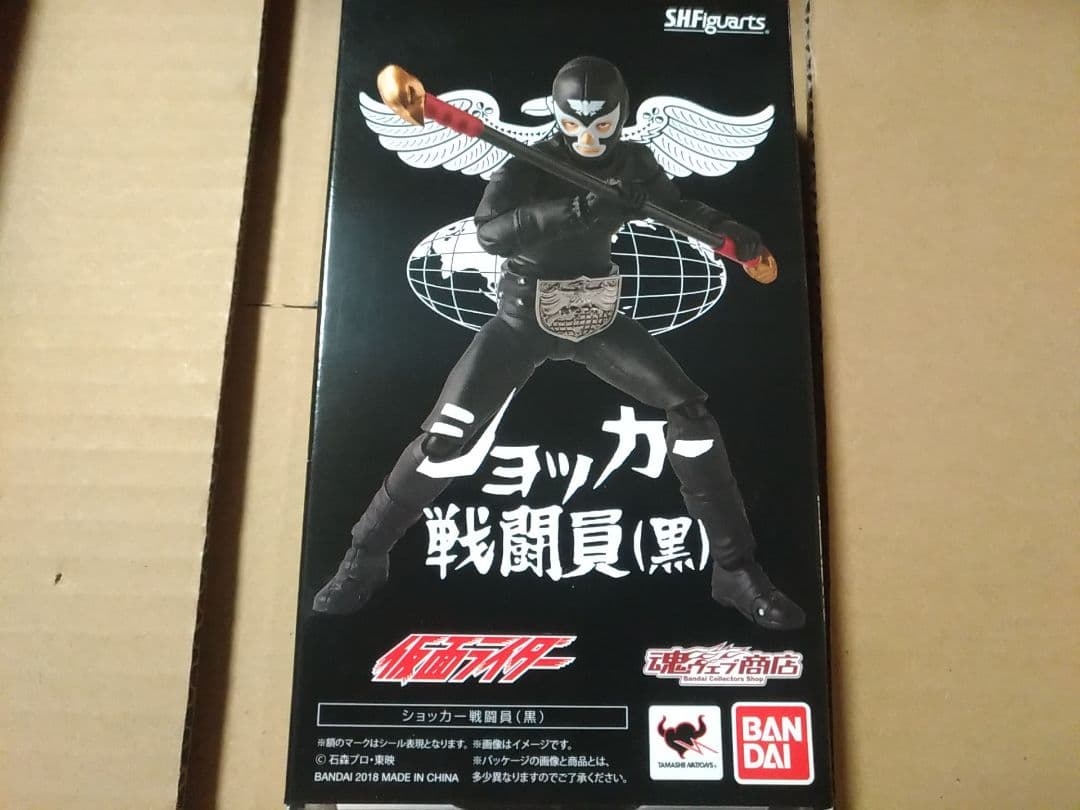 S.H.Figuarts
ショッカー
戦闘員(黒)
仮面ライダー
魂ウェブ商店
Bandai Collectors Shop
ショッカー戦闘員(黒)
※額のマークはシール表現となります。 ※画像はイメージです。
© 石森プロ・東映 ※パッケージの画像と商品とは、
BANDAI 2018 MADE IN CHINA 多少異なりますのでご了承ください。
TAMASHII NATIONS
BAN
DAI